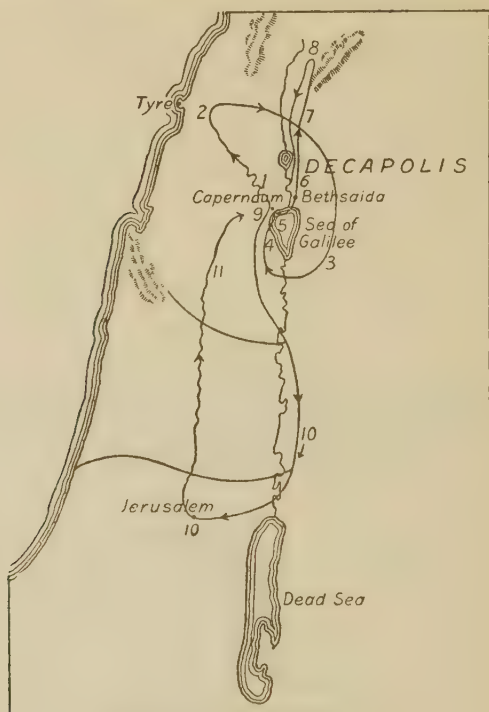 8
Tyre
2
7
DECAPOLIS
1
6
Capernaum
Bethsaida
9
5
Sea of
Galilee
4
3
11
10
Jerusalem
10
Dead Sea